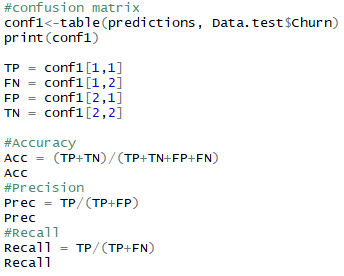 #confusion matrix
conf1<-table(predictions, Data.test$Churn)
print(conf1)
TP = conf1[1,1]
FN = conf1[1,2]
FP = conf1[2,1]
TN = conf1[2,2]
#Accuracy
Acc = (TP+TN)/(TP+TN+FP+FN)
Acc
#Precision
Prec = TP/(TP+FP)
Prec
#Recall
Recall = TP/(TP+FN)
Recall